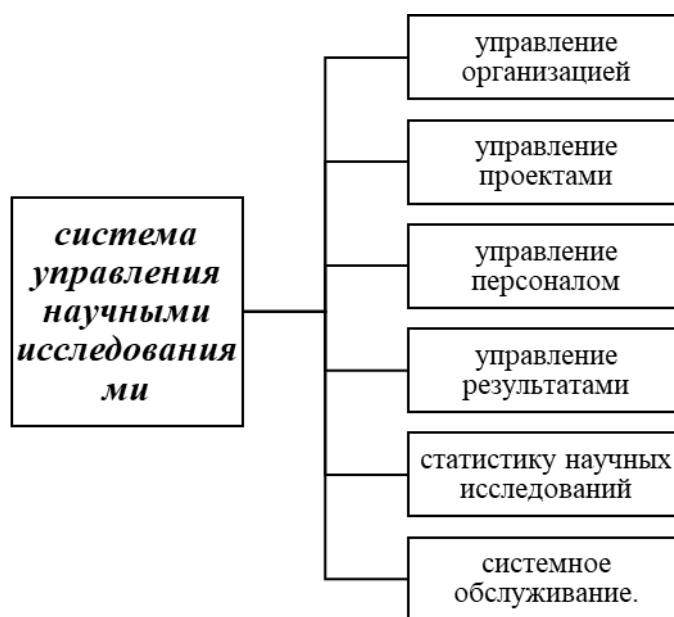 система
управления
научными
исследования
ми
управление
организацией
управление
проектами
управление
персоналом
управление
результатами
статистику научных
исследований
системное
обслуживание.